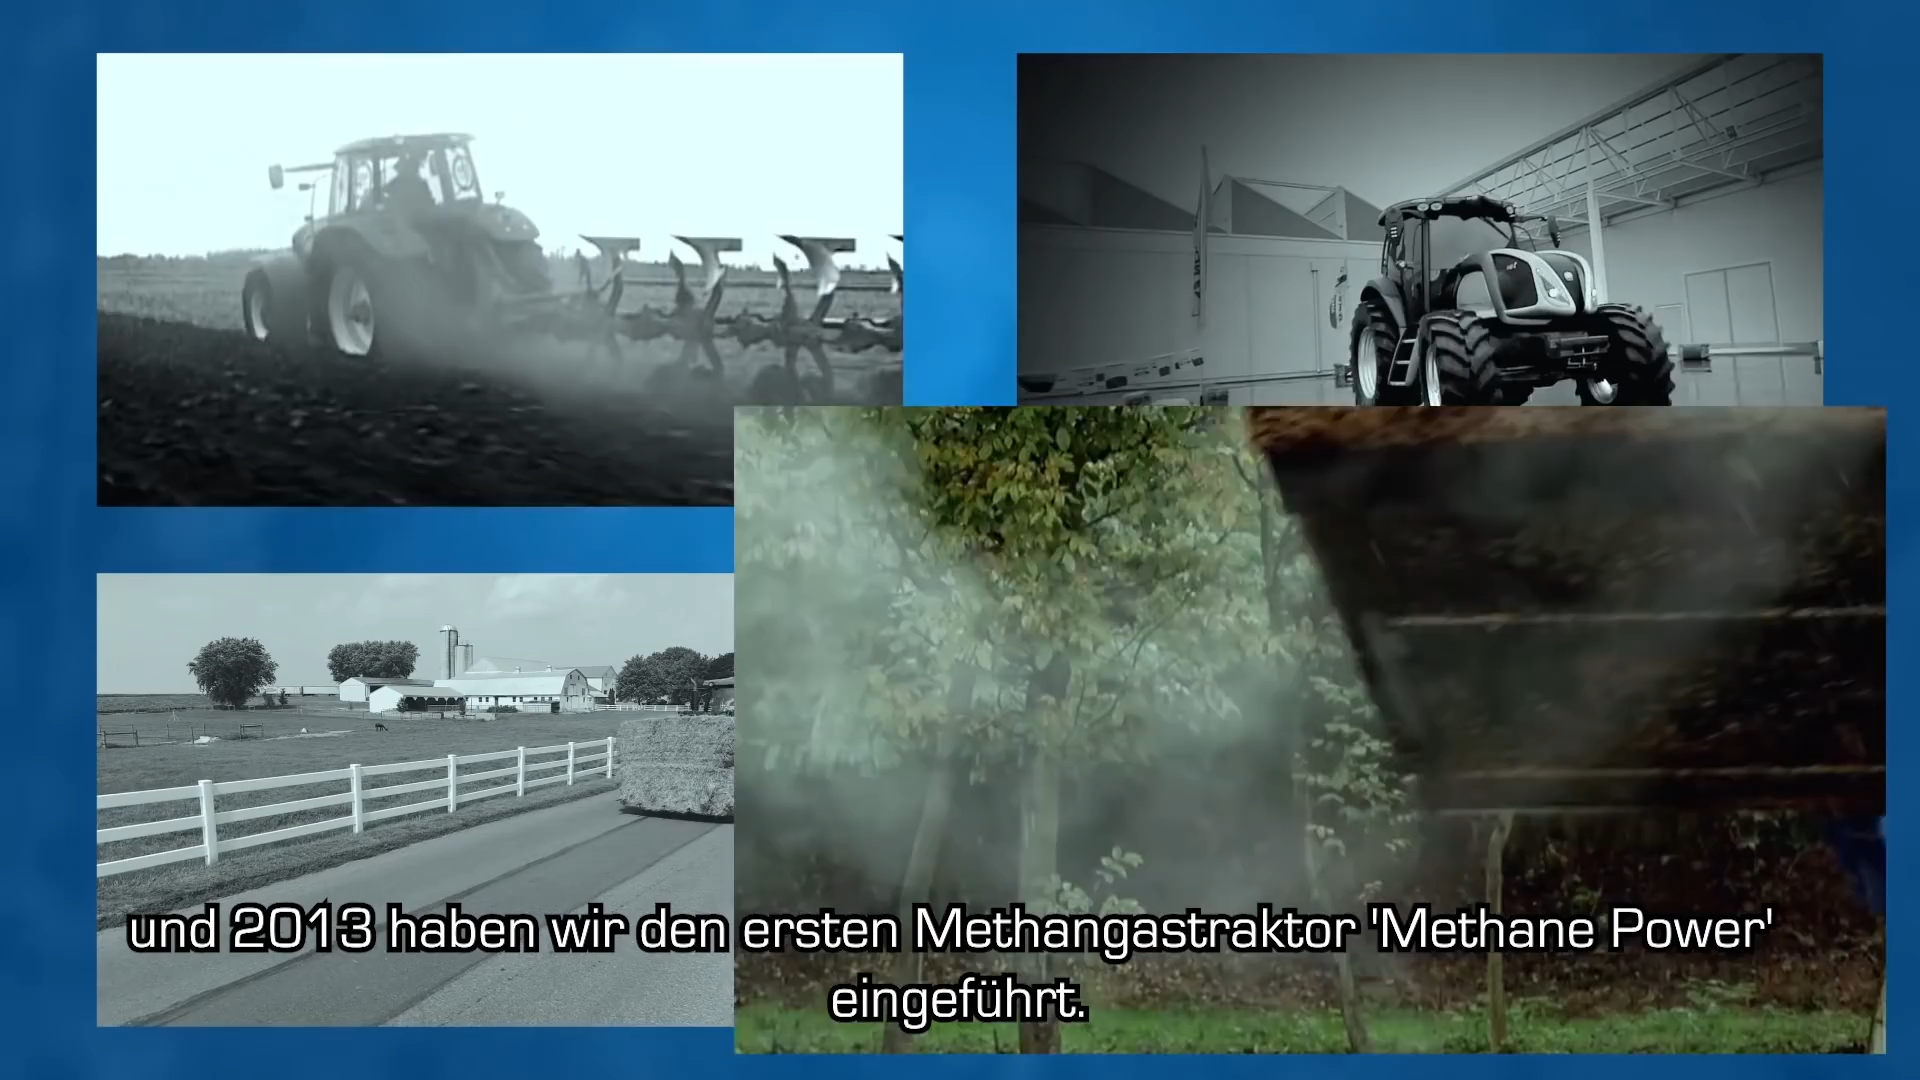 und 2013 haben wir den ersten Methangastraktor 'Methane Power'
eingeführt.